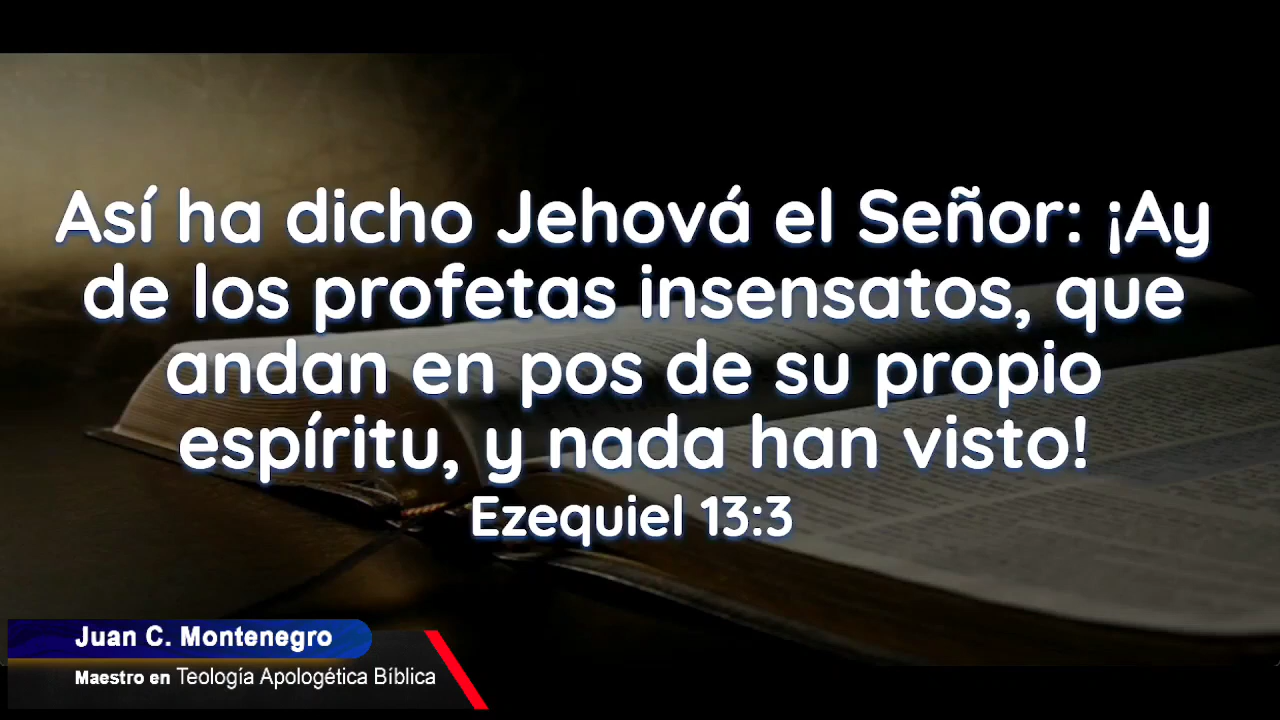 Así ha dicho Jehová el Señor: ¡Ay
de los profetas insensatos, que
andan en pos de su propio
espíritu, y nada han visto!
Ezequiel 13:3
Juan C. Montenegro
Maestro en Teología Apologética Bíblica